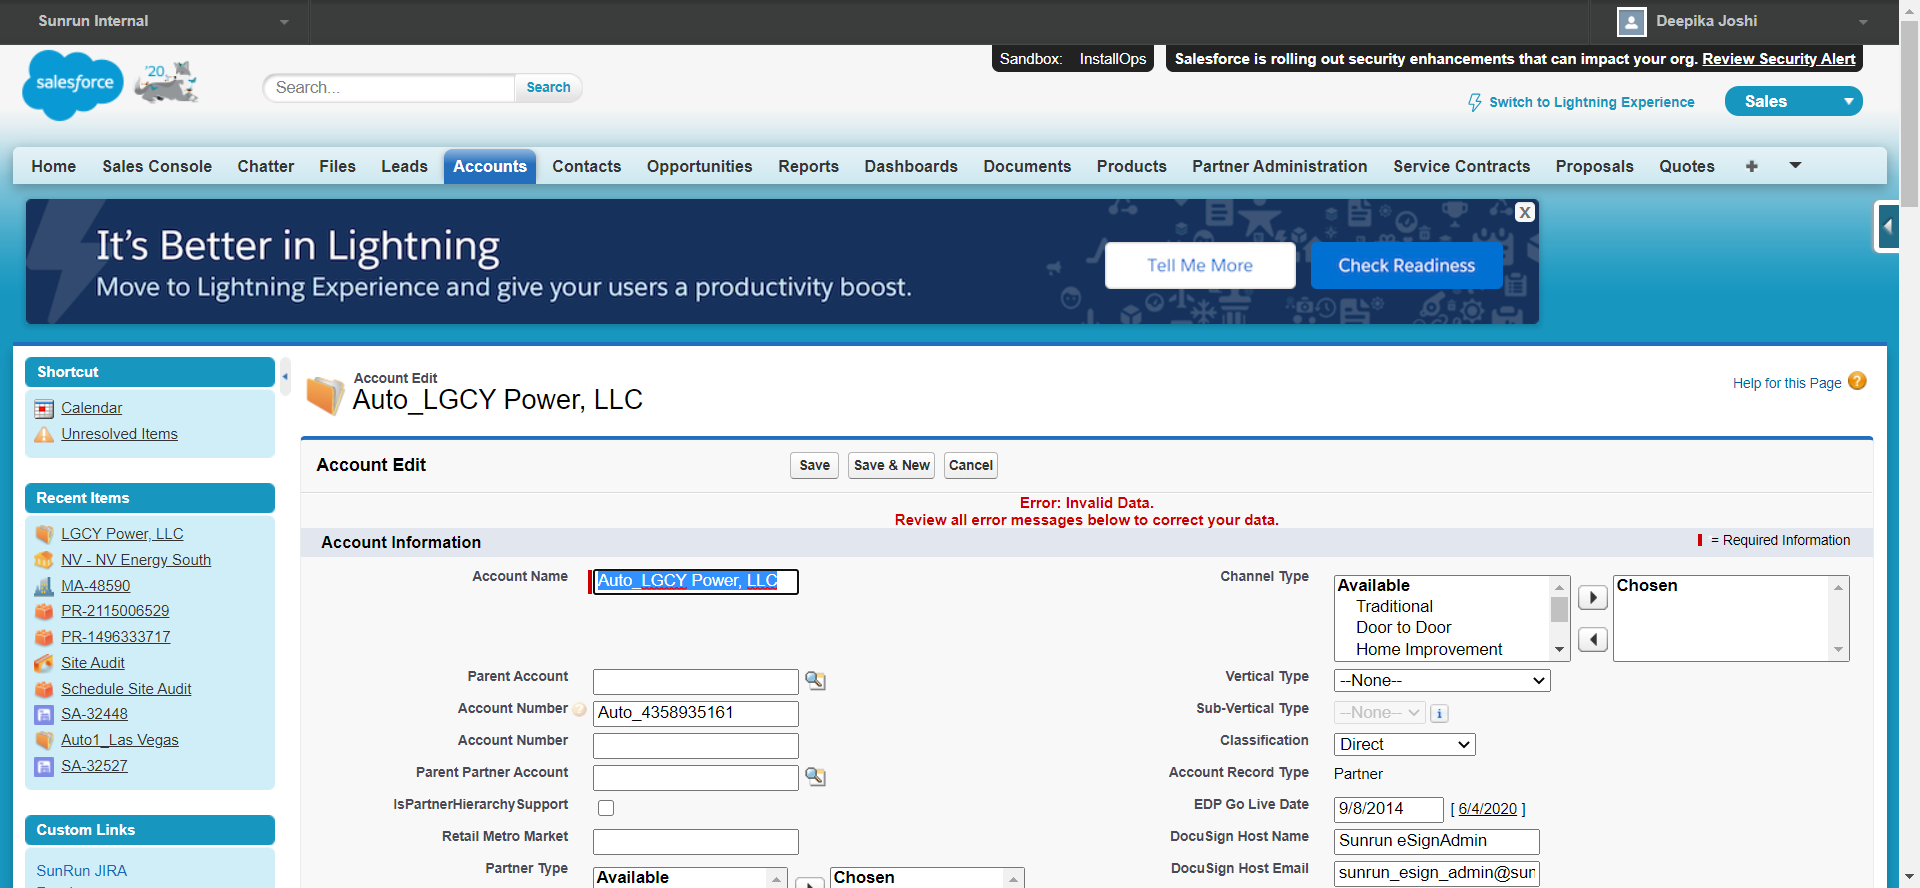 Sunrun Internal
Deepika Joshi
salesforce
'20
Search...
Search
Sandbox: InstallOps
Salesforce is rolling out security enhancements that can impact your org. Review Security Alert
Switch to Lightning Experience
Sales
Home Sales Console Chatter Files Leads Accounts Contacts Opportunities Reports Dashboards Documents Products Partner Administration Service Contracts Proposals Quotes +
It's Better in Lightning
Move to Lightning Experience and give your users a productivity boost.
Tell Me More
Check Readiness
X
Shortcut
Calendar
Unresolved Items
Recent Items
LGCY Power, LLC
NV - NV Energy South
MA-48590
PR-2115006529
PR-1496333717
Site Audit
Schedule Site Audit
SA-32448
Auto1_Las Vegas
SA-32527
Custom Links
SunRun JIRA
Account Edit
Auto_LGCY Power, LLC
Help for this Page ?
Account Edit
Save
Save & New
Cancel
Error: Invalid Data.
Review all error messages below to correct your data.
Account Information
= Required Information
Account Name Auto_LGCY Power, LLC
Parent Account
Account Number ? Auto_4358935161
Account Number
Parent Partner Account
IsPartnerHierarchySupport
Retail Metro Market
Partner Type
Available
Chosen
Channel Type
Available
Traditional
Door to Door
Home Improvement
Chosen
Vertical Type --None--
Sub-Vertical Type --None-- i
Classification Direct
Account Record Type Partner
EDP Go Live Date 9/8/2014 [ 6/4/2020 ]
DocuSign Host Name Sunrun eSignAdmin
DocuSign Host Email sunrun_esign_admin@sun